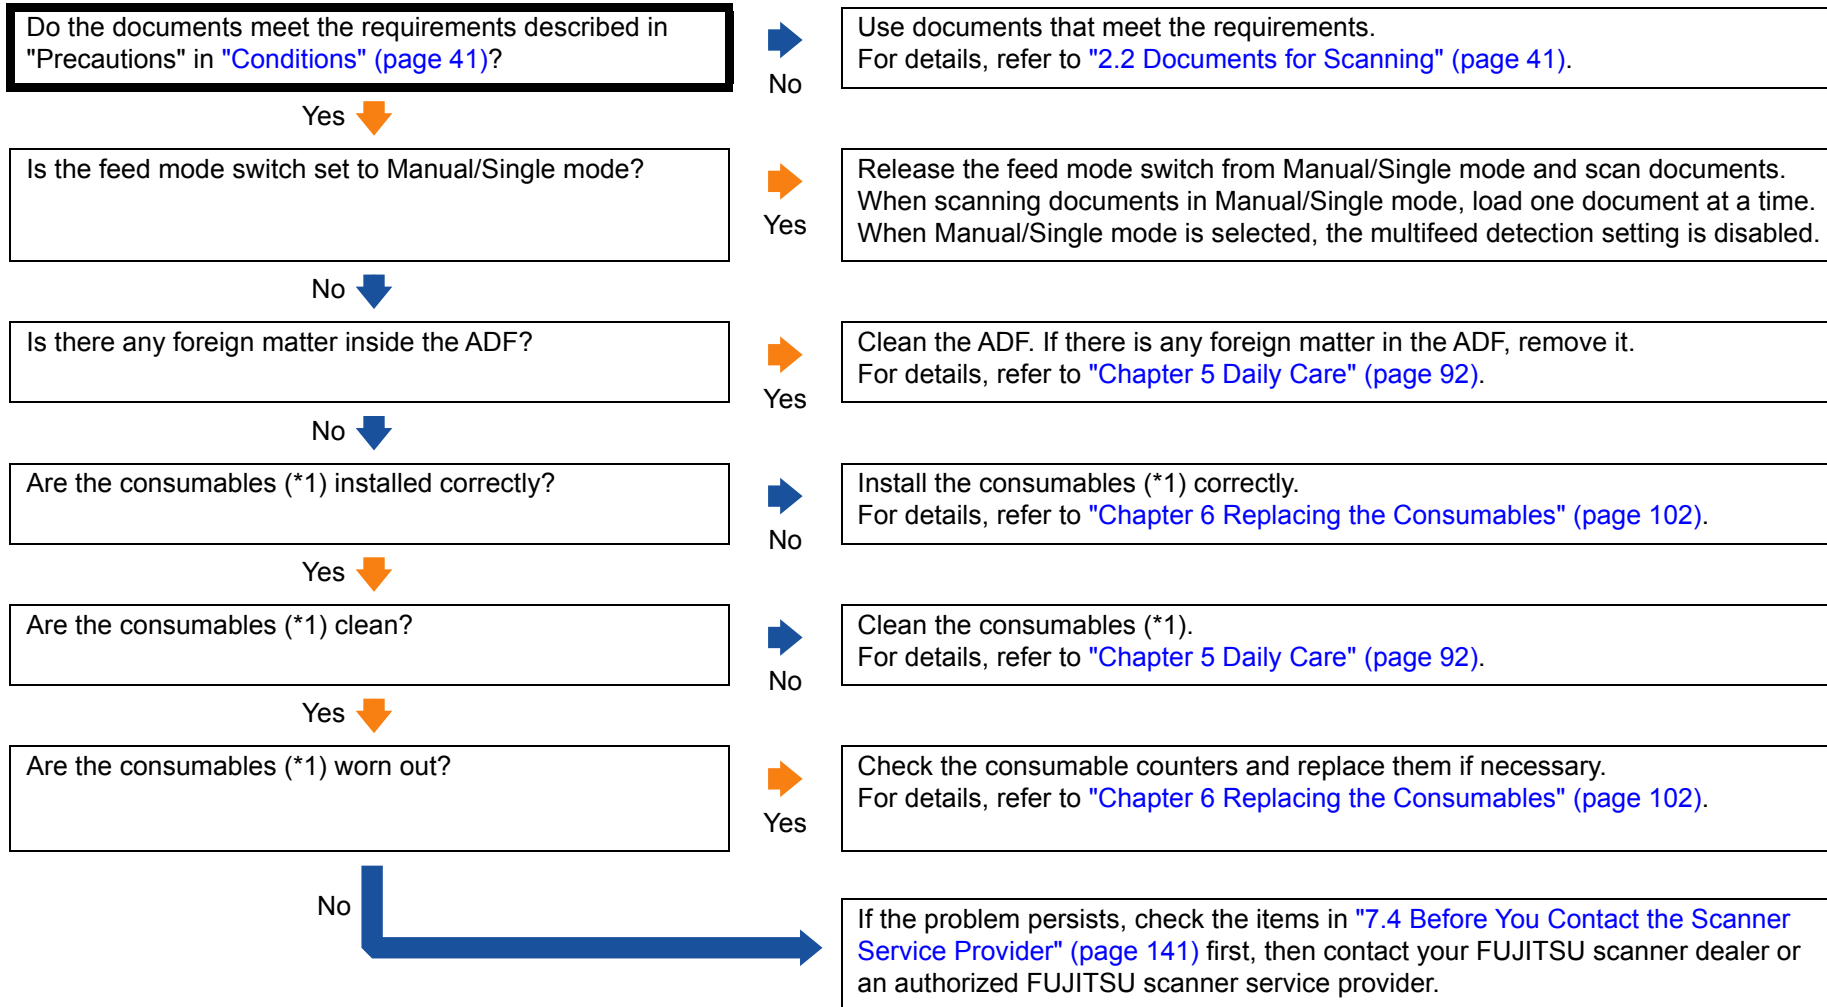 Do the documents meet the requirements described in
"Precautions" in "Conditions" (page 41)?
No
Use documents that meet the requirements.
For details, refer to "2.2 Documents for Scanning" (page 41).
Yes
Is the feed mode switch set to Manual/Single mode?
Yes
Release the feed mode switch from Manual/Single mode and scan documents.
When scanning documents in Manual/Single mode, load one document at a time.
When Manual/Single mode is selected, the multifeed detection setting is disabled.
No
Is there any foreign matter inside the ADF?
Yes
Clean the ADF. If there is any foreign matter in the ADF, remove it.
For details, refer to "Chapter 5 Daily Care" (page 92).
No
Are the consumables (*1) installed correctly?
No
Install the consumables (*1) correctly.
For details, refer to "Chapter 6 Replacing the Consumables" (page 102).
Yes
Are the consumables (*1) clean?
No
Clean the consumables (*1).
For details, refer to "Chapter 5 Daily Care" (page 92).
Yes
Are the consumables (*1) worn out?
Yes
Check the consumable counters and replace them if necessary.
For details, refer to "Chapter 6 Replacing the Consumables" (page 102).
No
If the problem persists, check the items in "7.4 Before You Contact the Scanner
Service Provider" (page 141) first, then contact your FUJITSU scanner dealer or
an authorized FUJITSU scanner service provider.